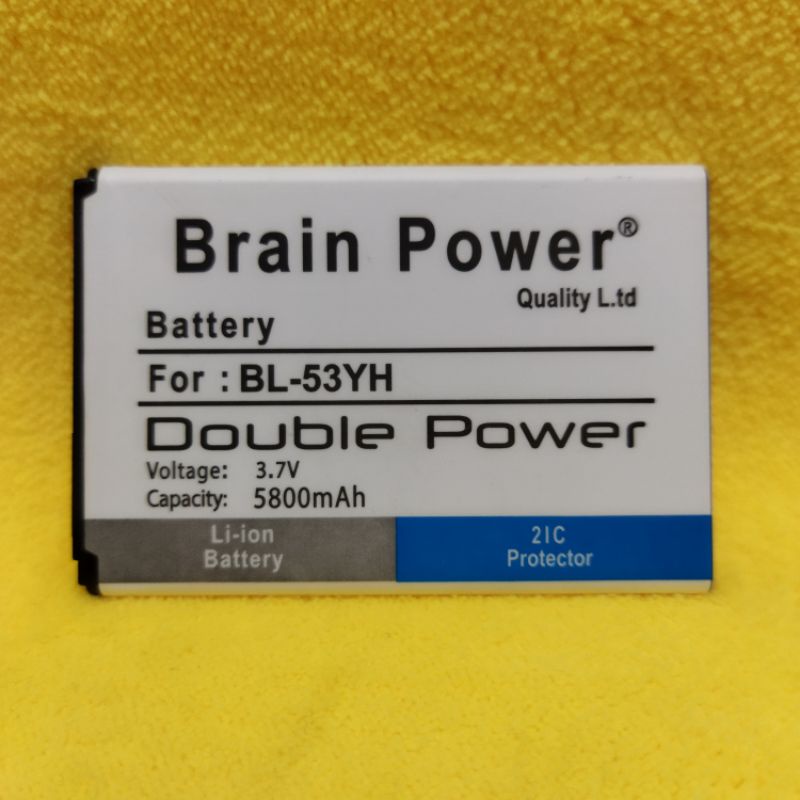 Brain Power®
Quality L.td
Battery
For : BL-53YH
Double Power
Voltage: 3.7V
Capacity: 5800mAh
Li-ion
Battery
2IC
Protector